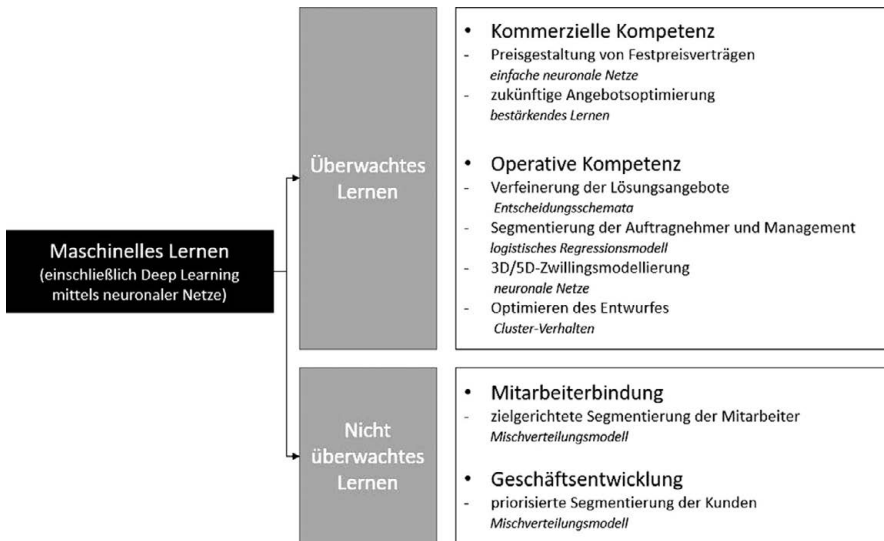 Maschinelles Lernen
(einschließlich Deep Learning
mittels neuronaler Netze)
Überwachtes
Lernen
• Kommerzielle Kompetenz
- Preisgestaltung von Festpreisverträgen
einfache neuronale Netze
- zukünftige Angebotsoptimierung
bestärkendes Lernen
• Operative Kompetenz
- Verfeinerung der Lösungsangebote
Entscheidungsschemata
- Segmentierung der Auftragnehmer und Management
logistisches Regressionsmodell
- 3D/5D-Zwillingsmodellierung
neuronale Netze
- Optimieren des Entwurfes
Cluster-Verhalten
Nicht
überwachtes
Lernen
• Mitarbeiterbindung
- zielgerichtete Segmentierung der Mitarbeiter
Mischverteilungsmodell
• Geschäftsentwicklung
- priorisierte Segmentierung der Kunden
Mischverteilungsmodell